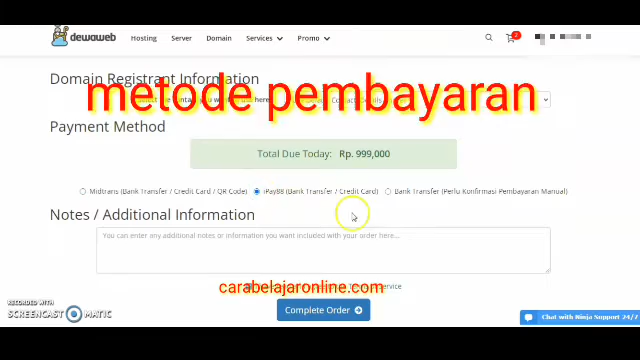 dewaweb Hosting Server Domain Services Promo 2
Domain Registrant Information
metode pembayaran
Payment Method
Total Due Today: Rp. 999,000
Midtrans (Bank Transfer / Credit Card / QR Code) iPay88 (Bank Transfer / Credit Card) Bank Transfer (Perlu Konfirmasi Pembayaran Manual)
Notes / Additional Information
You can enter any additional notes or information you want included with your order here...
carabelajaronline.com
Complete Order
RECORDED WITH
SCREENCAST MATIC
Chat with Ninja Support 24/7